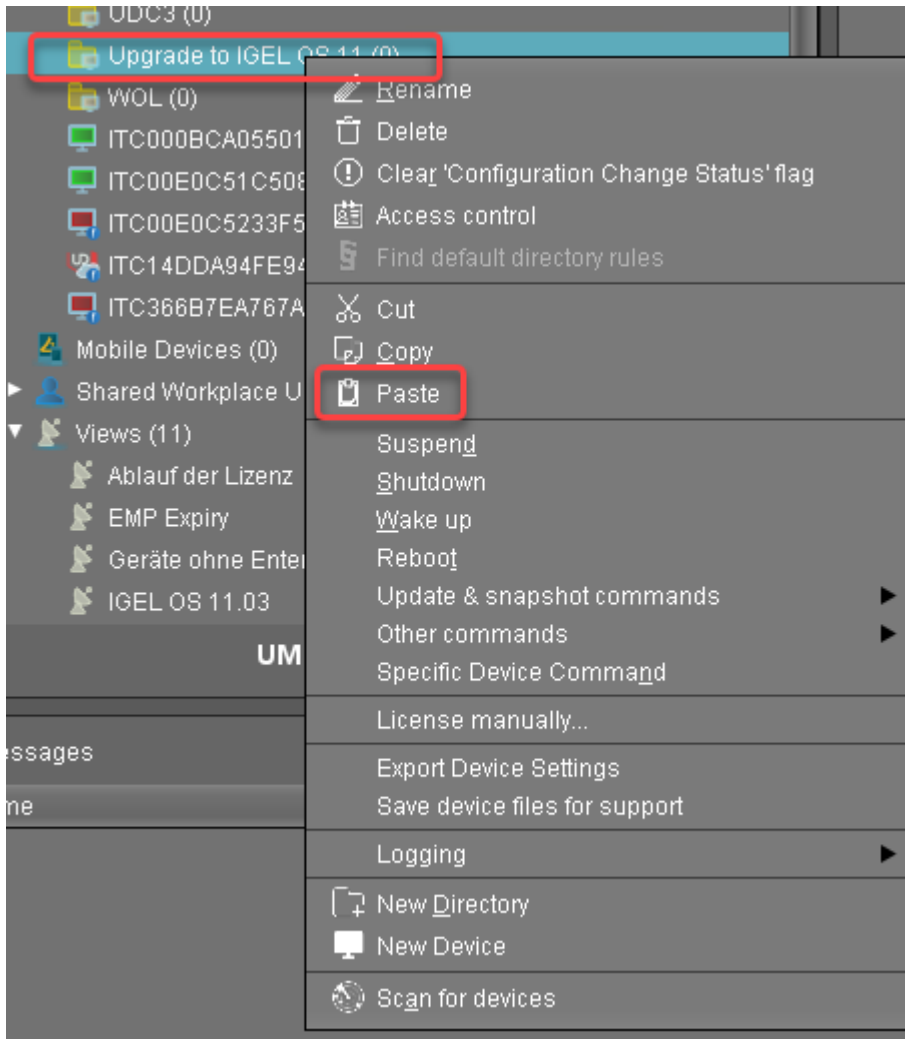 UDC3 (0)
Upgrade to IGEL OS 11 (0)
WOL (0)
ITC000BCA05501
ITC00E0C51C508
ITC00E0C5233F5
ITC14DDA94FE94
ITC366B7EA767A
Mobile Devices (0)
Shared Workplace U
Views (11)
Ablauf der Lizenz
EMP Expiry
Geräte ohne Enter
IGEL OS 11.03
UM
essages
me
Rename
Delete
Clear 'Configuration Change Status' flag
Access control
Find default directory rules
Cut
Copy
Paste
Suspend
Shutdown
Wake up
Reboot
Update & snapshot commands
Other commands
Specific Device Command
License manually...
Export Device Settings
Save device files for support
Logging
New Directory
New Device
Scan for devices